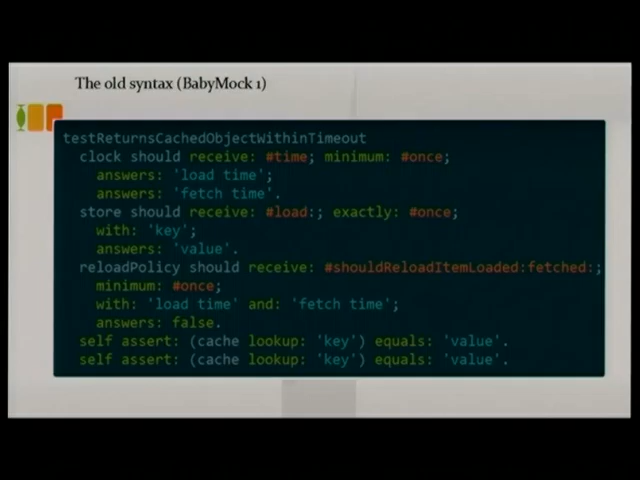 The old syntax (BabyMock 1)
testReturnsCachedObjectWithinTimeout
clock should receive: #time; minimum: #once;
answers: 'load time';
answers: 'fetch time'.
store should receive: #load:; exactly: #once;
with: 'key';
answers: 'value'.
reloadPolicy should receive: #shouldReloadItemLoaded:fetched:;
minimum: #once;
with: 'load time' and: 'fetch time';
answers: false.
self assert: (cache lookup: 'key') equals: 'value'.
self assert: (cache lookup: 'key') equals: 'value'.